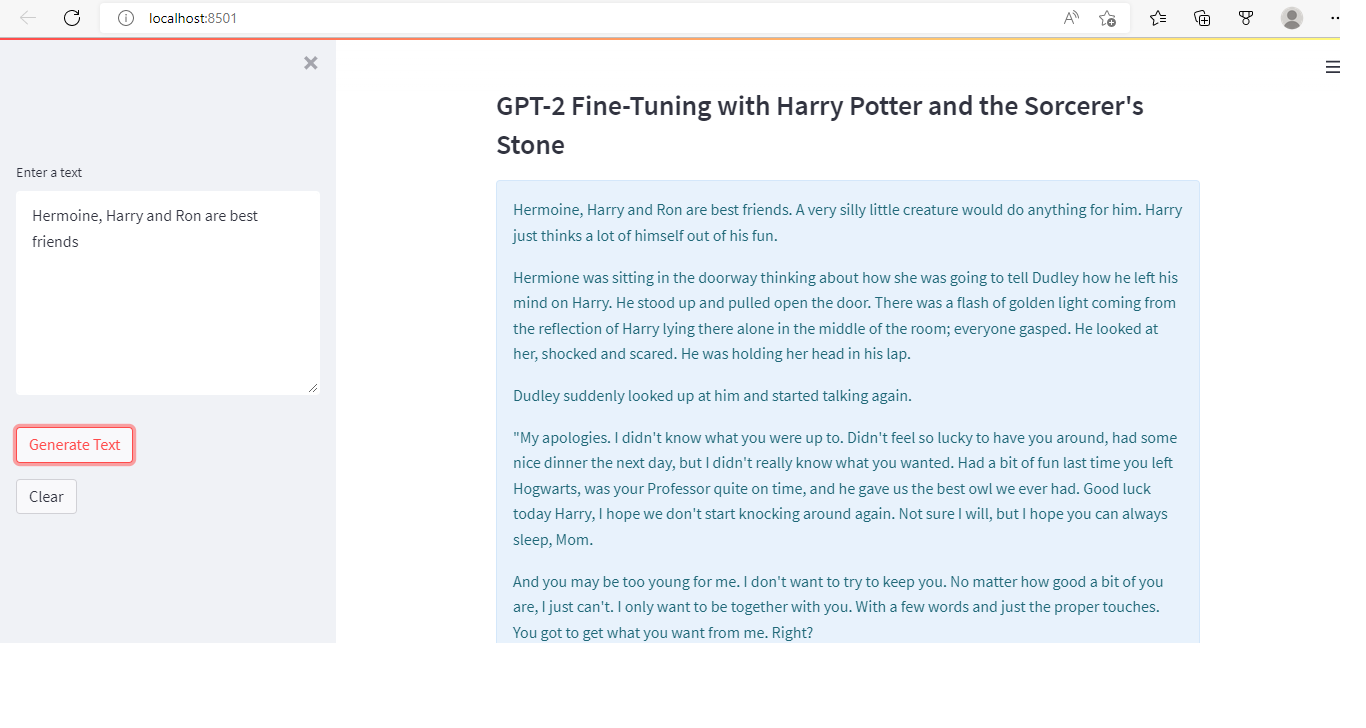 localhost:8501
GPT-2 Fine-Tuning with Harry Potter and the Sorcerer's
Stone
Enter a text
Hermoine, Harry and Ron are best
friends
Generate Text
Clear
Hermoine, Harry and Ron are best friends. A very silly little creature would do anything for him. Harry
just thinks a lot of himself out of his fun.
Hermione was sitting in the doorway thinking about how she was going to tell Dudley how he left his
mind on Harry. He stood up and pulled open the door. There was a flash of golden light coming from
the reflection of Harry lying there alone in the middle of the room; everyone gasped. He looked at
her, shocked and scared. He was holding her head in his lap.
Dudley suddenly looked up at him and started talking again.
"My apologies. I didn't know what you were up to. Didn't feel so lucky to have you around, had some
nice dinner the next day, but I didn't really know what you wanted. Had a bit of fun last time you left
Hogwarts, was your Professor quite on time, and he gave us the best owl we ever had. Good luck
today Harry, I hope we don't start knocking around again. Not sure I will, but I hope you can always
sleep, Mom.
And you may be too young for me. I don't want to try to keep you. No matter how good a bit of you
are, I just can't. I only want to be together with you. With a few words and just the proper touches.
You got to get what you want from me. Right?